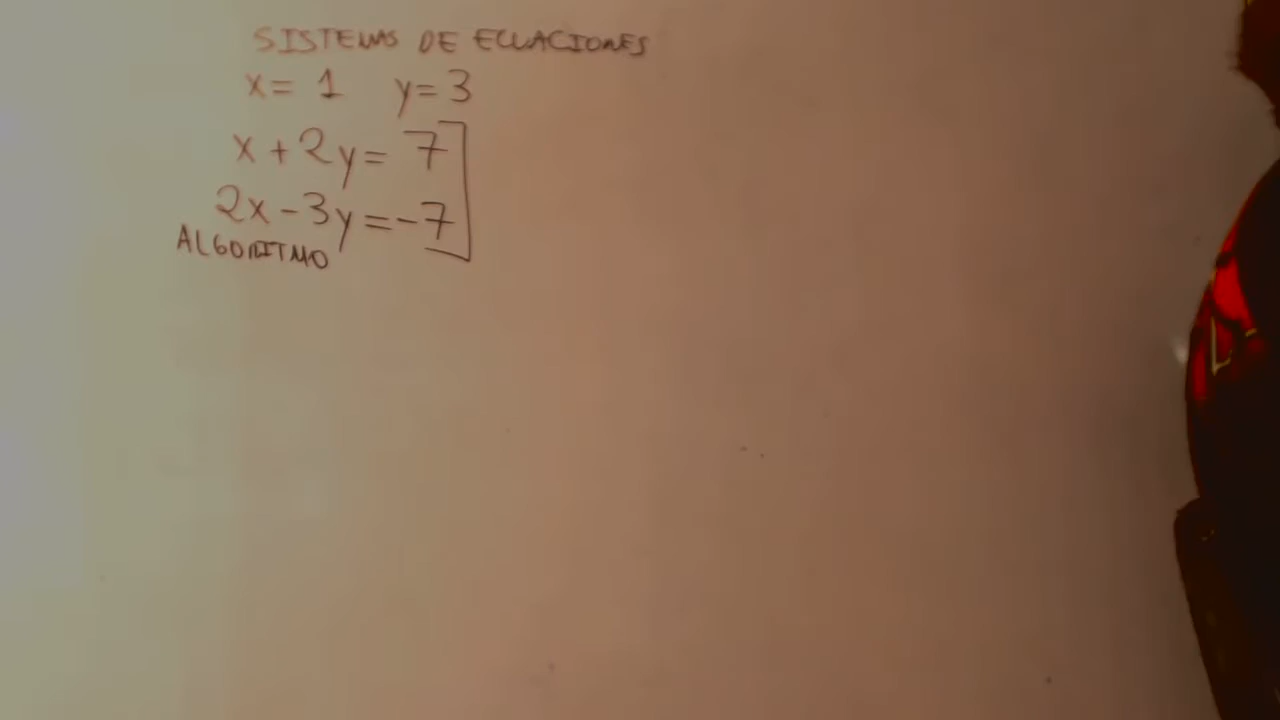 SISTEMAS DE ECUACIONES
x = 1 y = 3
x + 2y = 7
2x - 3y = -7
ALGORITMO